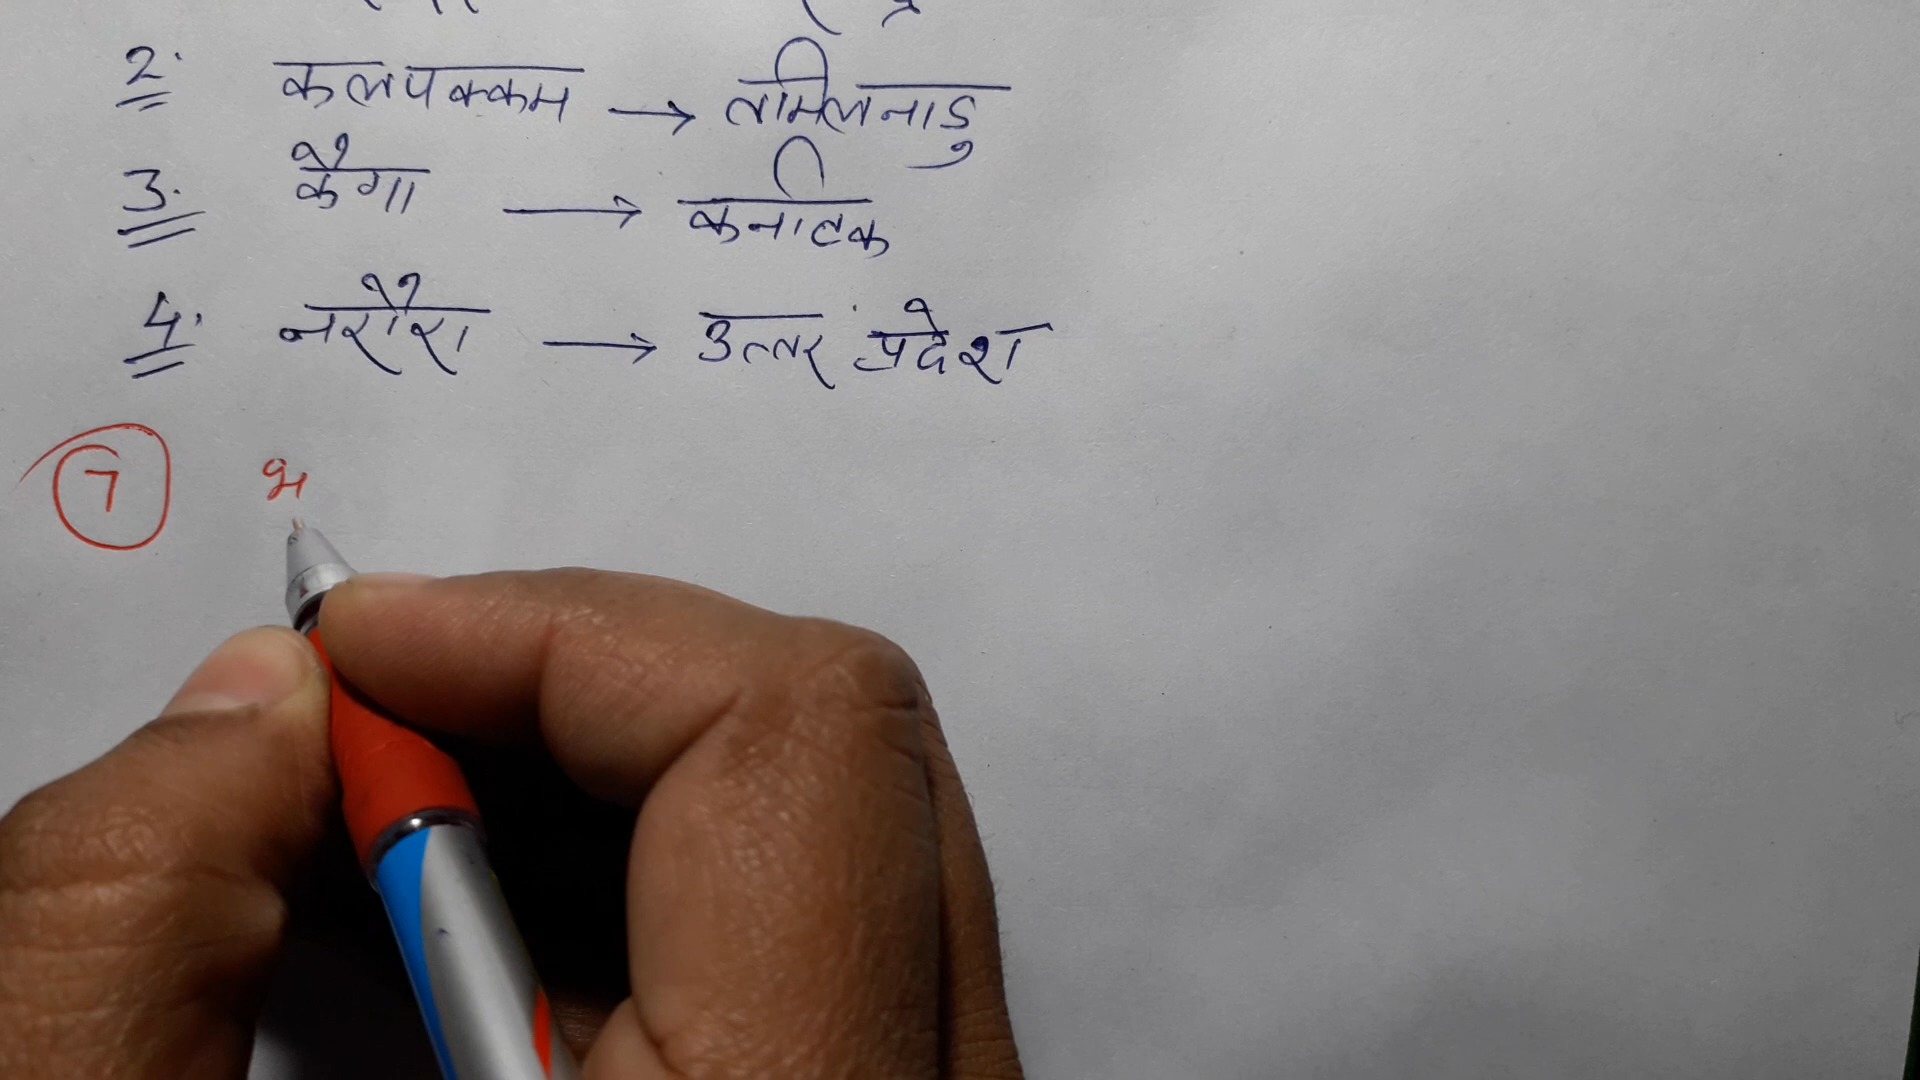 2. कलपक्कम → तमिलनाडु
3. कैगा → कर्नाटक
4. नरौरा → उत्तर प्रदेश
7 भ